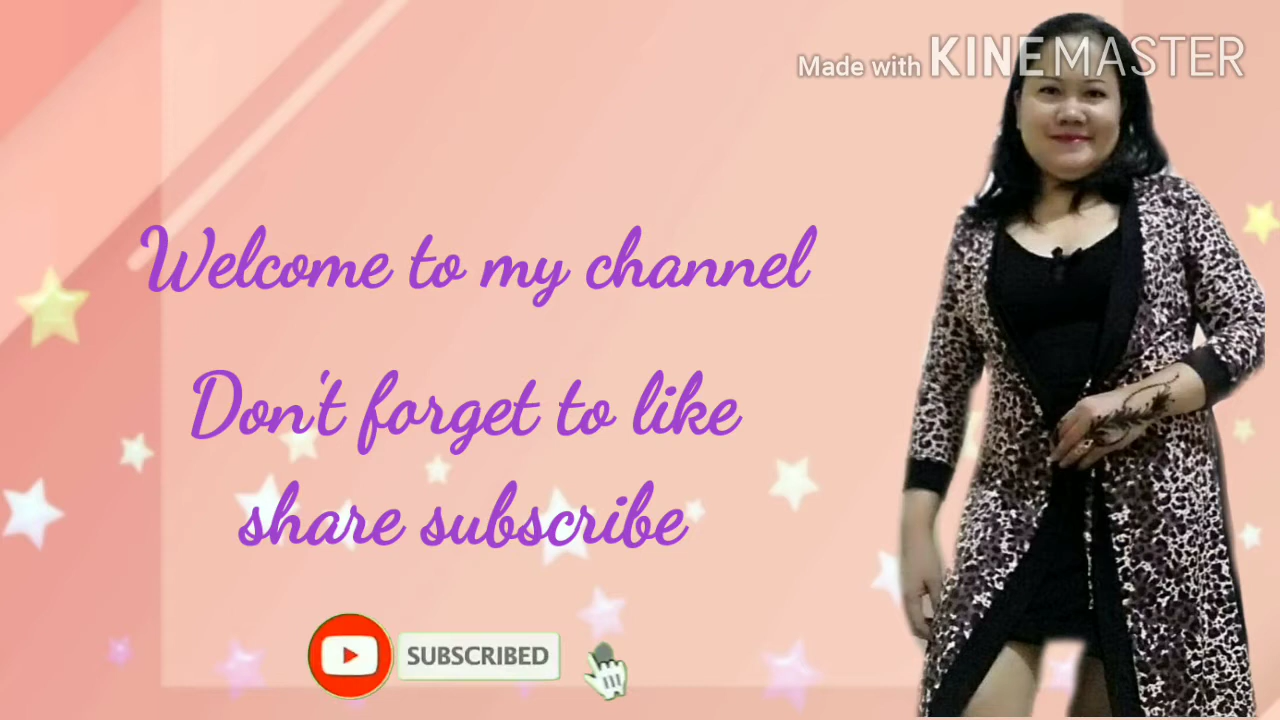 Made with KINEMASTER
Welcome to my channel
Don't forget to like
share subscribe
SUBSCRIBED